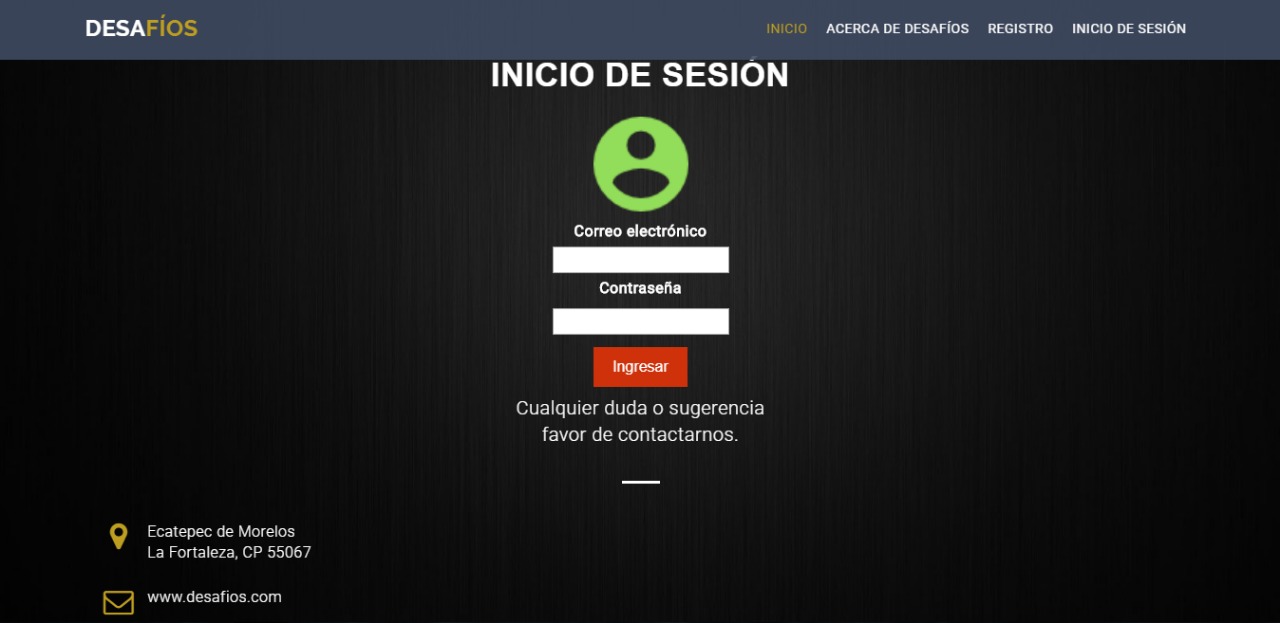 DESAFÍOS
INICIO ACERCA DE DESAFÍOS REGISTRO INICIO DE SESIÓN
INICIO DE SESIÓN
Correo electrónico
Contraseña
Ingresar
Cualquier duda o sugerencia
favor de contactarnos.
Ecatepec de Morelos
La Fortaleza, CP 55067
www.desafios.com